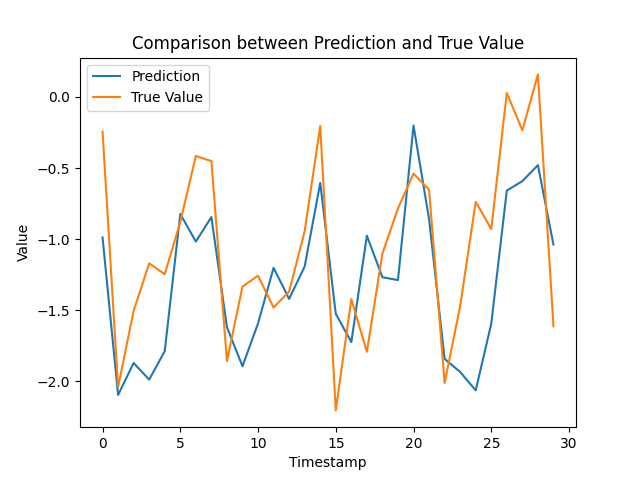 Comparison between Prediction and True Value
Prediction
True Value
0.0
−0.5
−1.0
−1.5
−2.0
Value
0 5 10 15 20 25 30
Timestamp